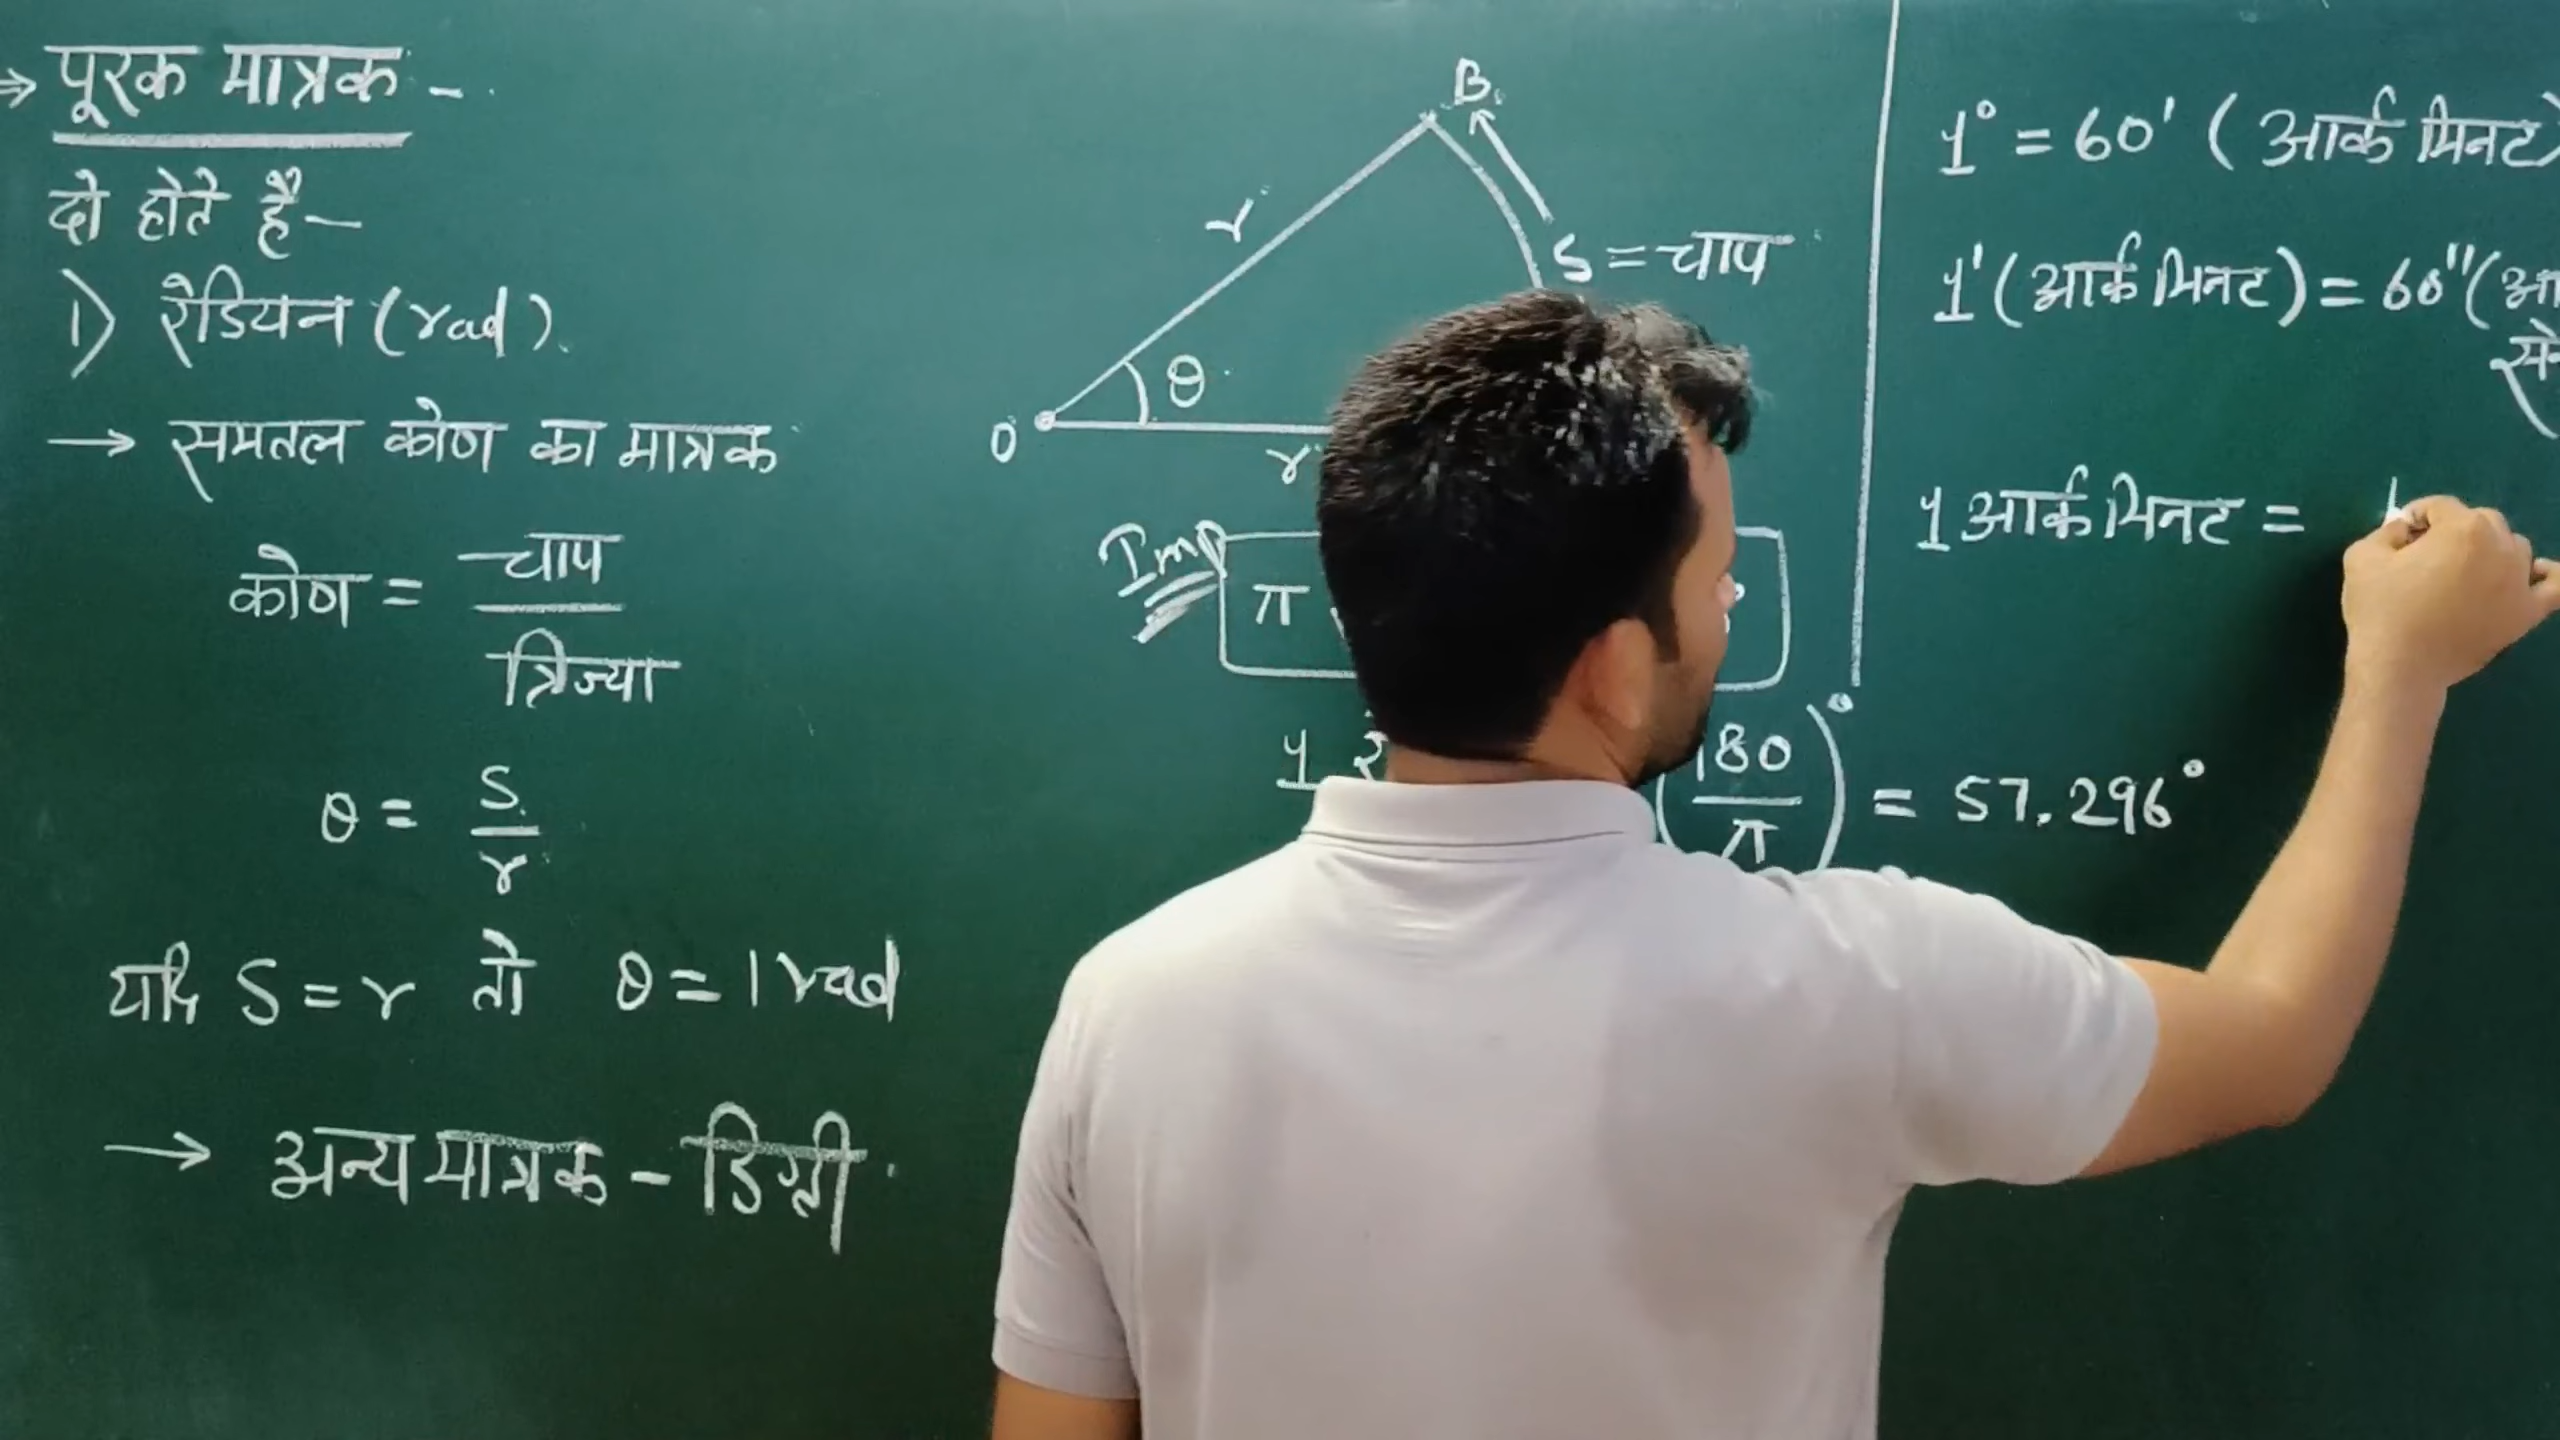 ⇒ पूरक मात्रक -
दो होते है—
1) रेडियन (rad).
→ समतल कोण का मात्रक
कोण = चाप
त्रिज्या
θ = S
r
यदि S = r तो θ = 1 rad
→ अन्य मात्रक - डिग्री
B
r
S = चाप
θ
O
r
Imp
π
1
180
π
° = 57.296°
1° = 60' ( आर्क मिनट)
1' (आर्क मिनट) = 60" (
1 आर्क मिनट =